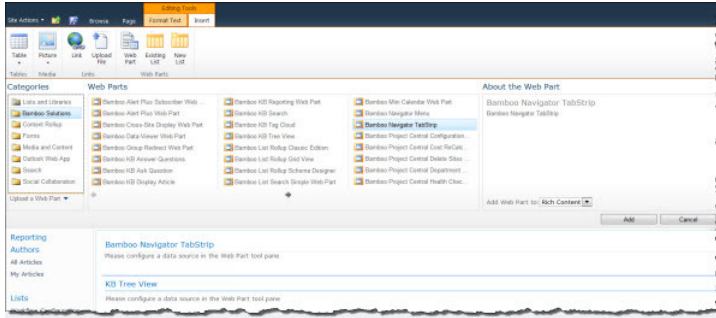 Editing Tools
Site Actions Browse Page Format Text Insert
Table Picture Link Upload File Web Part Existing List New List
Tables Media Links Web Parts
Categories Web Parts About the Web Part
Lists and Libraries
Bamboo Solutions
Content Rollup
Forms
Media and Content
Outlook Web App
Search
Social Collaboration
Upload a Web Part
Bamboo Alert Plus Subscriber Web ...
Bamboo Alert Plus Web Part
Bamboo Cross-Site Display Web Part
Bamboo Data-Viewer Web Part
Bamboo Group Redirect Web Part
Bamboo KB Answer Questions
Bamboo KB Ask Question
Bamboo KB Display Article
Bamboo KB Reporting Web Part
Bamboo KB Search
Bamboo KB Tag Cloud
Bamboo KB Tree View
Bamboo List Rollup Classic Edition
Bamboo List Rollup Grid View
Bamboo List Rollup Schema Designer
Bamboo List Search Simple Web Part
Bamboo Mini Calendar Web Part
Bamboo Navigator Menu
Bamboo Navigator TabStrip
Bamboo Project Central Configuration...
Bamboo Project Central Cost ReCalc...
Bamboo Project Central Delete Sites ...
Bamboo Project Central Department ...
Bamboo Project Central Health Chec...
Bamboo Navigator TabStrip
Bamboo Navigator TabStrip
Add Web Part to: Rich Content
Add Cancel
Reporting
Authors
All Articles
My Articles
Lists
Bamboo Navigator TabStrip
Please configure a data source in the Web Part tool pane
KB Tree View
Please configure a data source in the Web Part tool pane